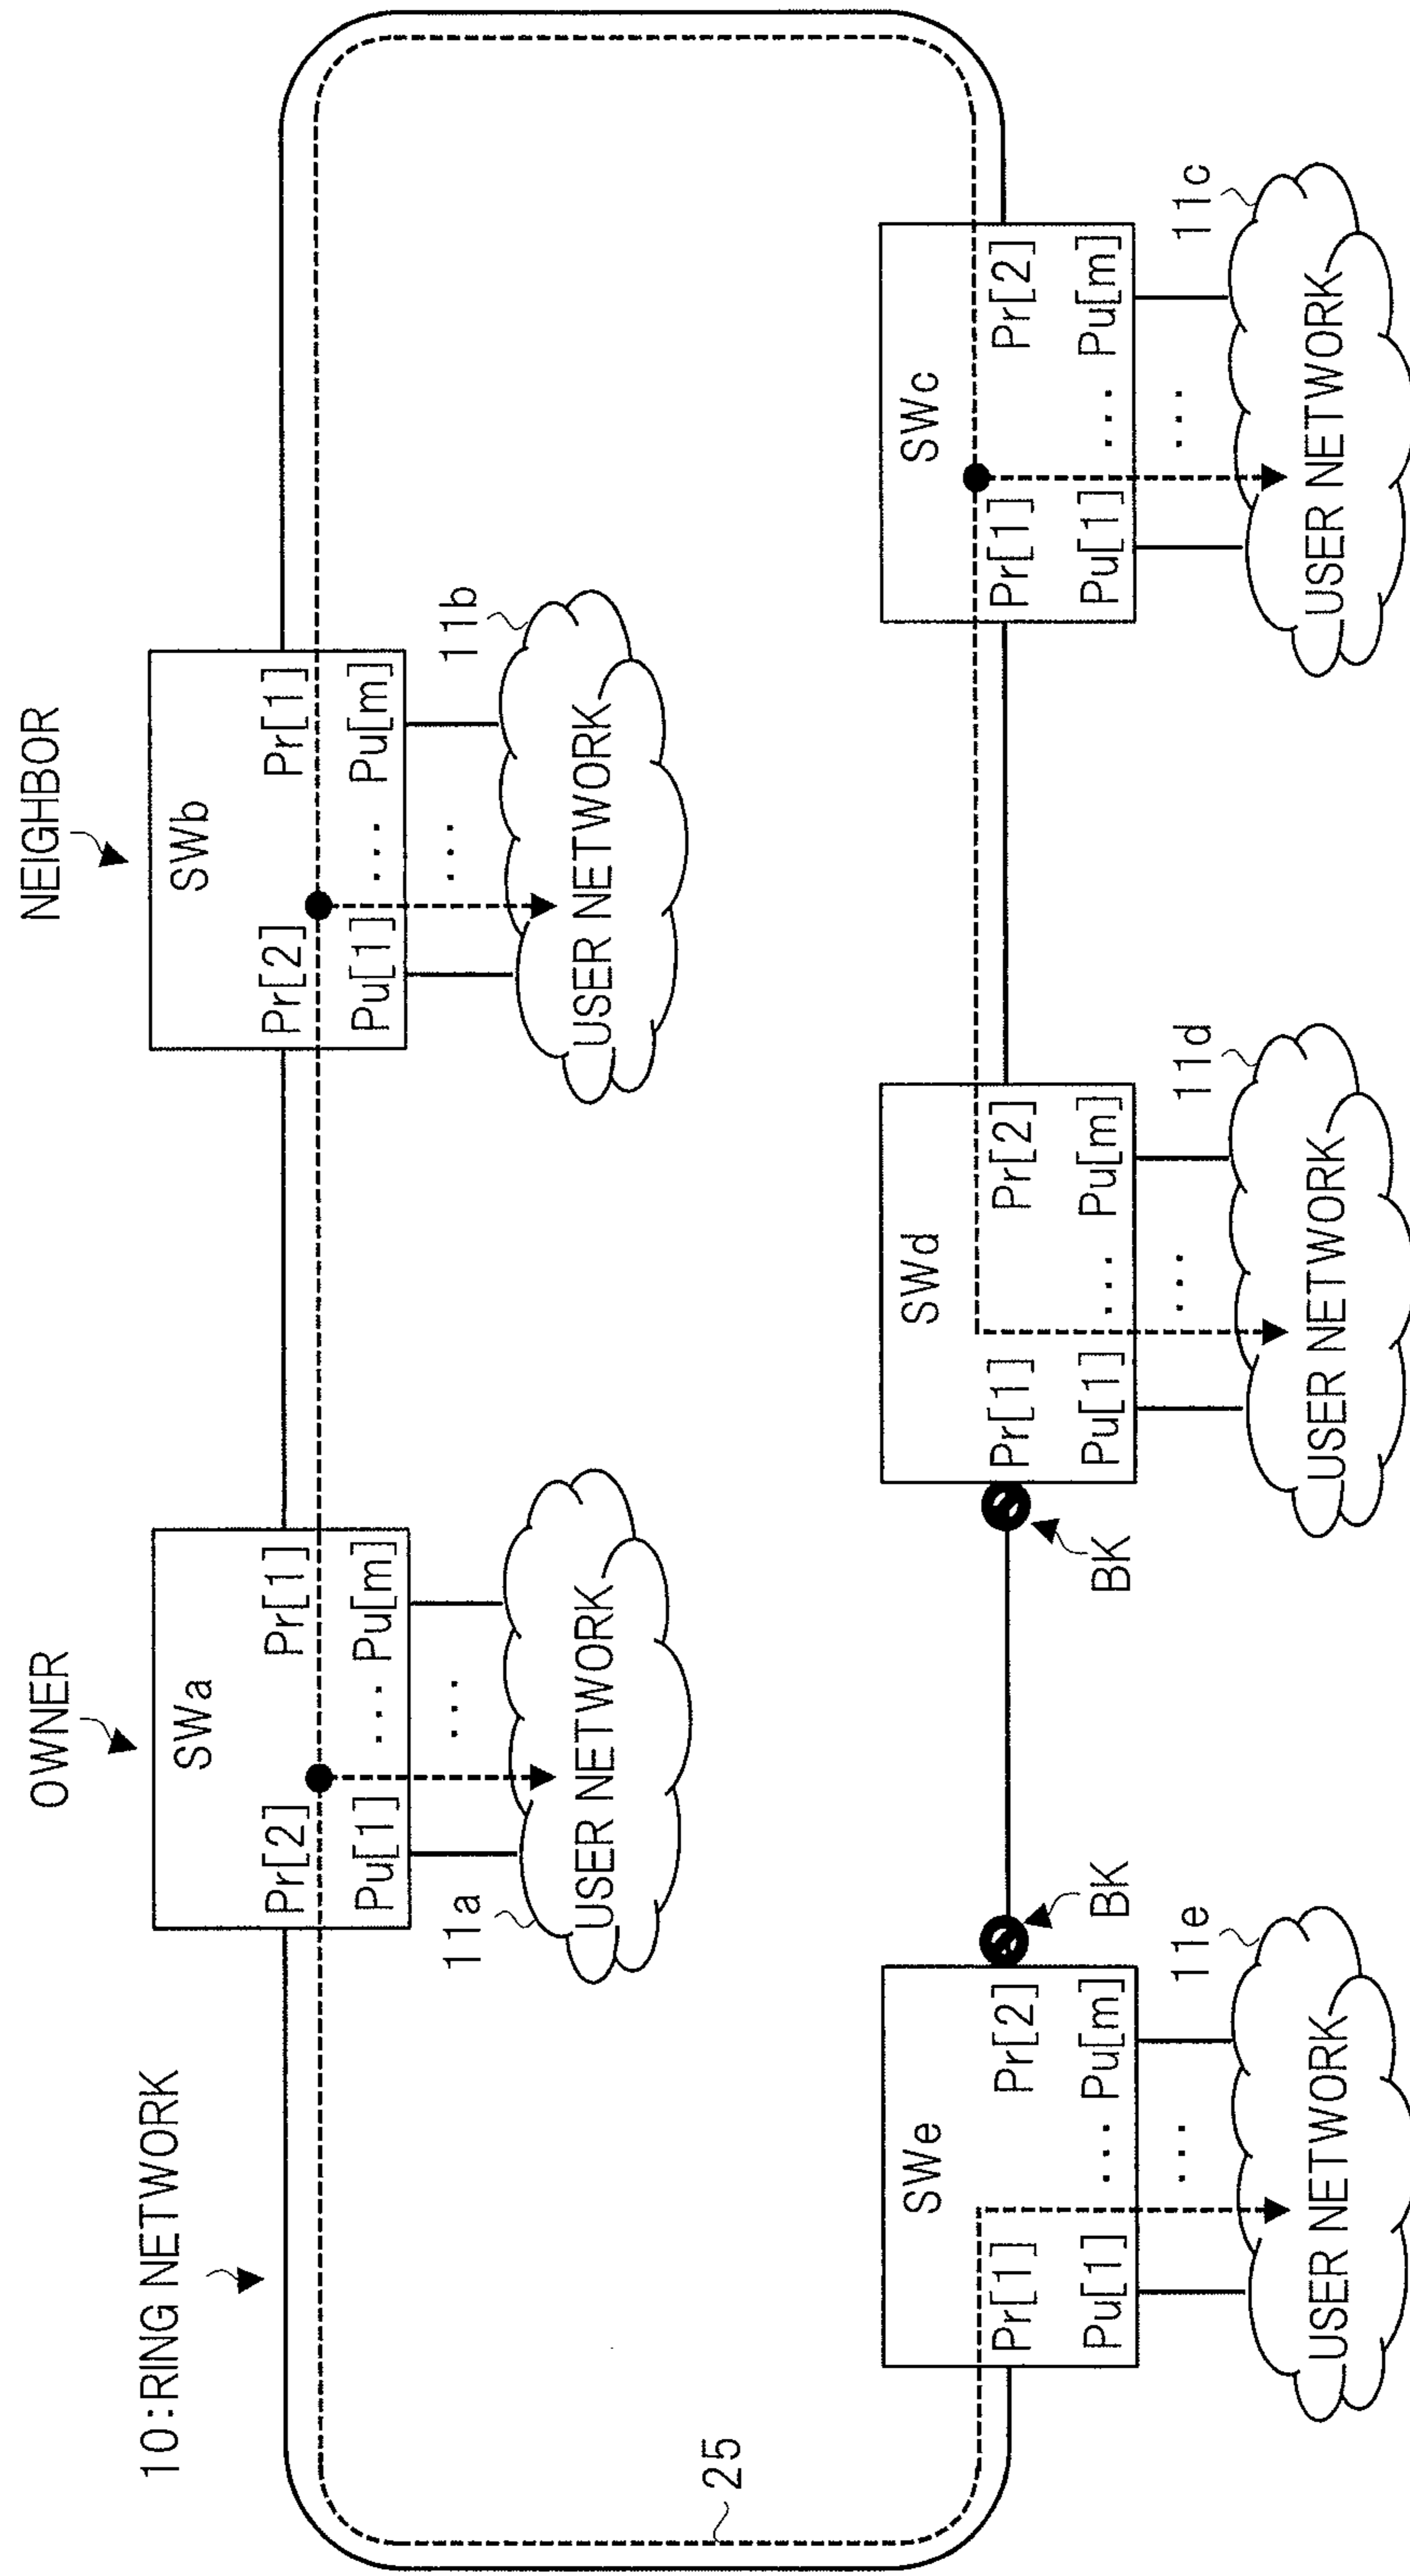 10:RING NETWORK
OWNER
NEIGHBOR
SWa
Pr[2]
Pr[1]
Pu[1]
...
Pu[m]
...
11a
USER NETWORK
SWb
Pr[2]
Pr[1]
Pu[1]
...
Pu[m]
...
11b
USER NETWORK
25
SWe
Pr[1]
Pr[2]
Pu[1]
...
Pu[m]
...
BK
11e
USER NETWORK
SWd
Pr[1]
Pr[2]
Pu[1]
...
Pu[m]
...
BK
11d
USER NETWORK
SWc
Pr[1]
Pr[2]
Pu[1]
...
Pu[m]
...
11c
USER NETWORK